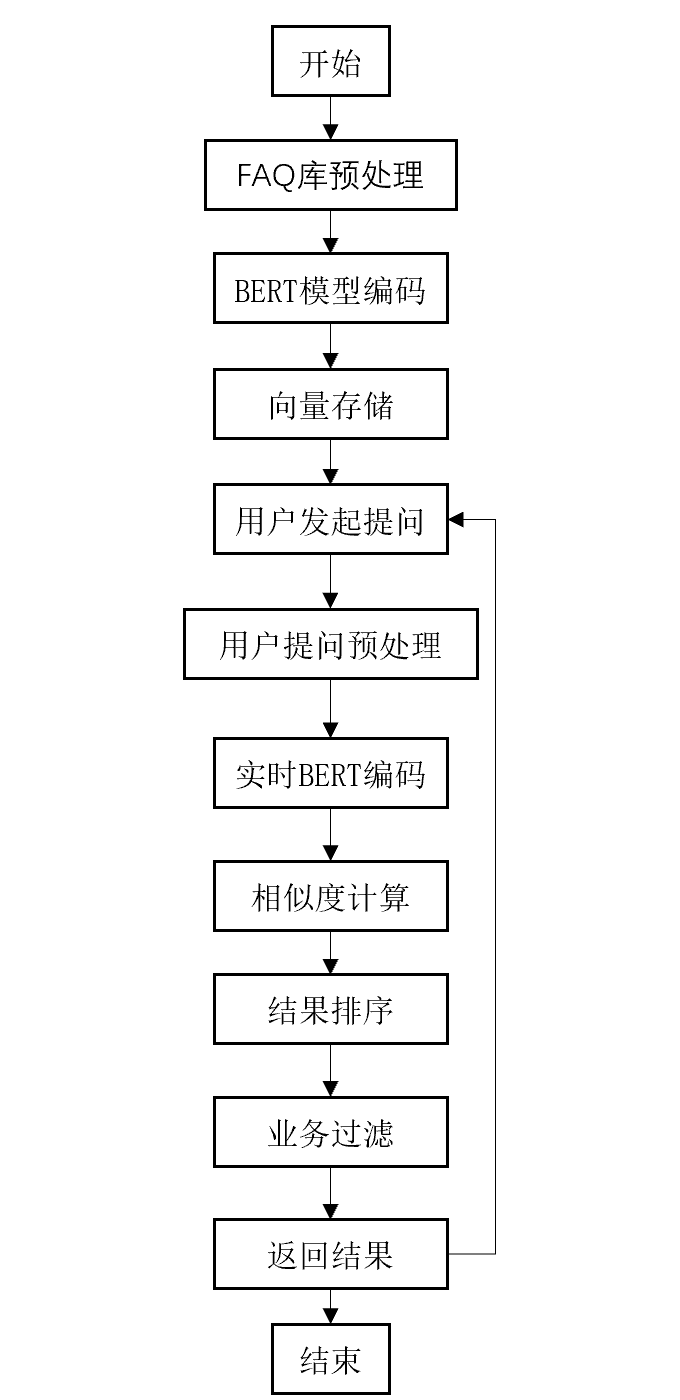 开始
FAQ库预处理
BERT模型编码
向量存储
用户发起提问
用户提问预处理
实时BERT编码
相似度计算
结果排序
业务过滤
返回结果
结束